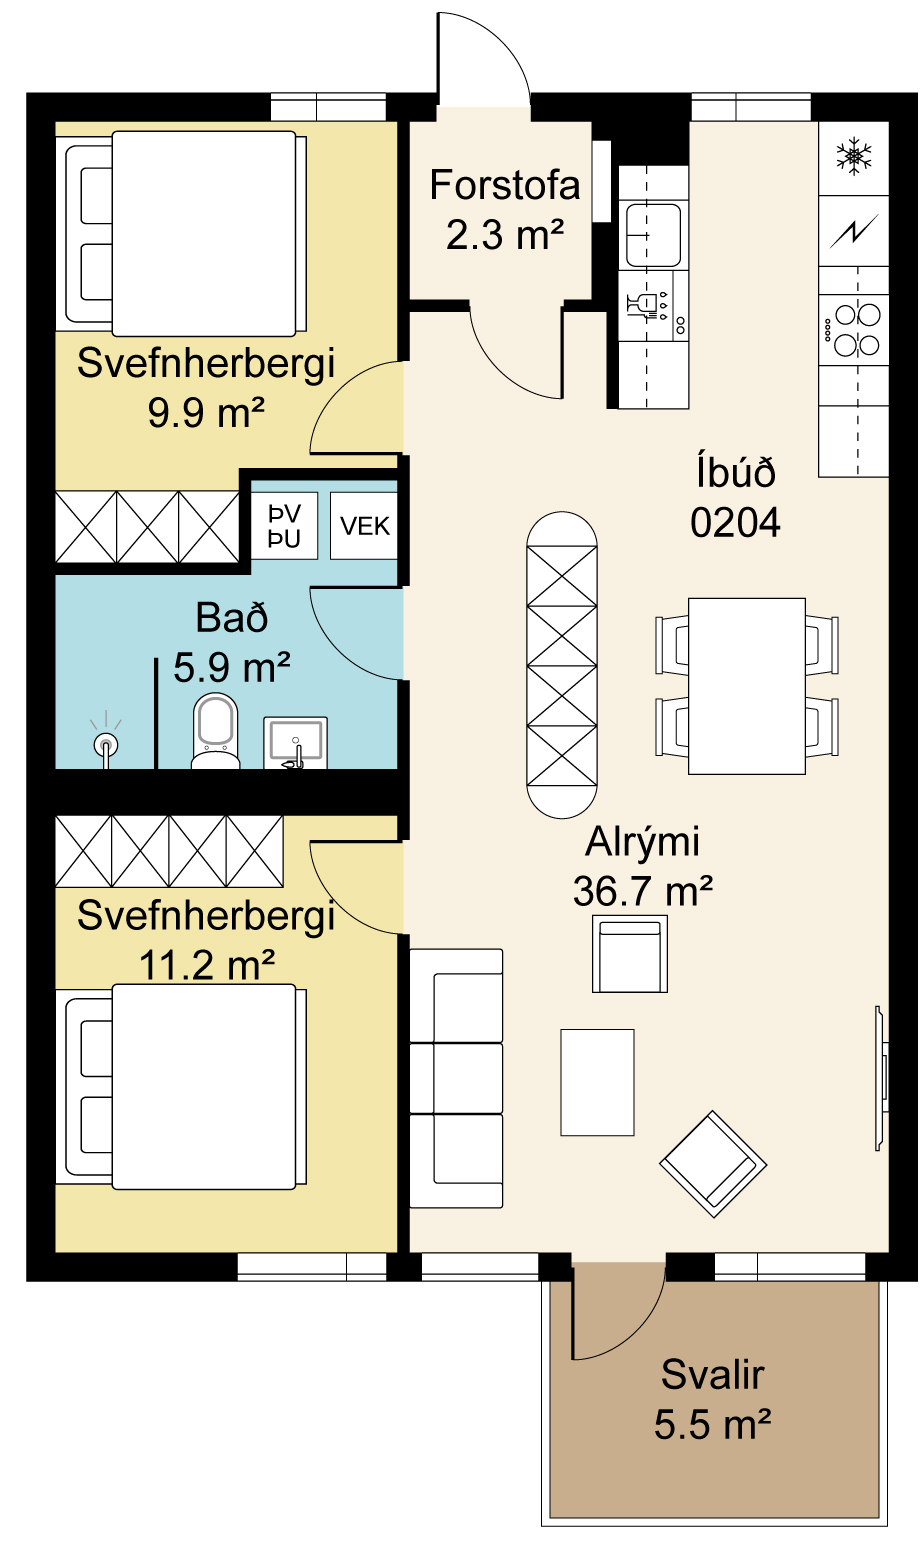 Forstofa
2.3 m²
Svefnherbergi
9.9 m²
Íbúð
0204
ÞV
ÞU
VEK
Bað
5.9 m²
Alrými
36.7 m²
Svefnherbergi
11.2 m²
Svalir
5.5 m²